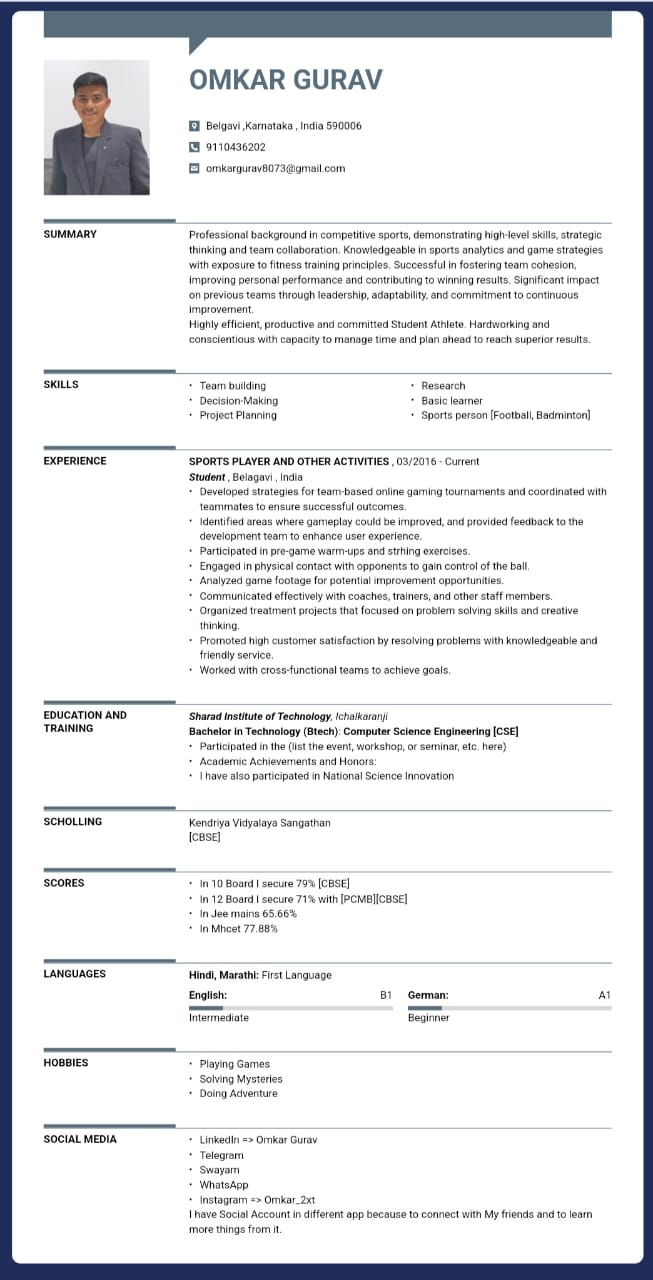 OMKAR GURAV
Belgavi ,Karnataka , India 590006
9110436202
omkargurav8073@gmail.com
SUMMARY
Professional background in competitive sports, demonstrating high-level skills, strategic
thinking and team collaboration. Knowledgeable in sports analytics and game strategies
with exposure to fitness training principles. Successful in fostering team cohesion,
improving personal performance and contributing to winning results. Significant impact
on previous teams through leadership, adaptability, and commitment to continuous
improvement.
Highly efficient, productive and committed Student Athlete. Hardworking and
conscientious with capacity to manage time and plan ahead to reach superior results.
SKILLS
• Team building
• Decision-Making
• Project Planning
• Research
• Basic learner
• Sports person [Football, Badminton]
EXPERIENCE
SPORTS PLAYER AND OTHER ACTIVITIES , 03/2016 - Current
Student , Belagavi , India
• Developed strategies for team-based online gaming tournaments and coordinated with
teammates to ensure successful outcomes.
• Identified areas where gameplay could be improved, and provided feedback to the
development team to enhance user experience.
• Participated in pre-game warm-ups and strhing exercises.
• Engaged in physical contact with opponents to gain control of the ball.
• Analyzed game footage for potential improvement opportunities.
• Communicated effectively with coaches, trainers, and other staff members.
• Organized treatment projects that focused on problem solving skills and creative
thinking.
• Promoted high customer satisfaction by resolving problems with knowledgeable and
friendly service.
• Worked with cross-functional teams to achieve goals.
EDUCATION AND
TRAINING
Sharad Institute of Technology, Ichalkaranji
Bachelor in Technology (Btech): Computer Science Engineering [CSE]
• Participated in the (list the event, workshop, or seminar, etc. here)
• Academic Achievements and Honors:
• I have also participated in National Science Innovation
SCHOLLING
Kendriya Vidyalaya Sangathan
[CBSE]
SCORES
• In 10 Board I secure 79% [CBSE]
• In 12 Board I secure 71% with [PCMB][CBSE]
• In Jee mains 65.66%
• In Mhcet 77.88%
LANGUAGES
Hindi, Marathi: First Language
English: B1
Intermediate
German: A1
Beginner
HOBBIES
• Playing Games
• Solving Mysteries
• Doing Adventure
SOCIAL MEDIA
• LinkedIn => Omkar Gurav
• Telegram
• Swayam
• WhatsApp
• Instagram => Omkar_2xt
I have Social Account in different app because to connect with My friends and to learn
more things from it.